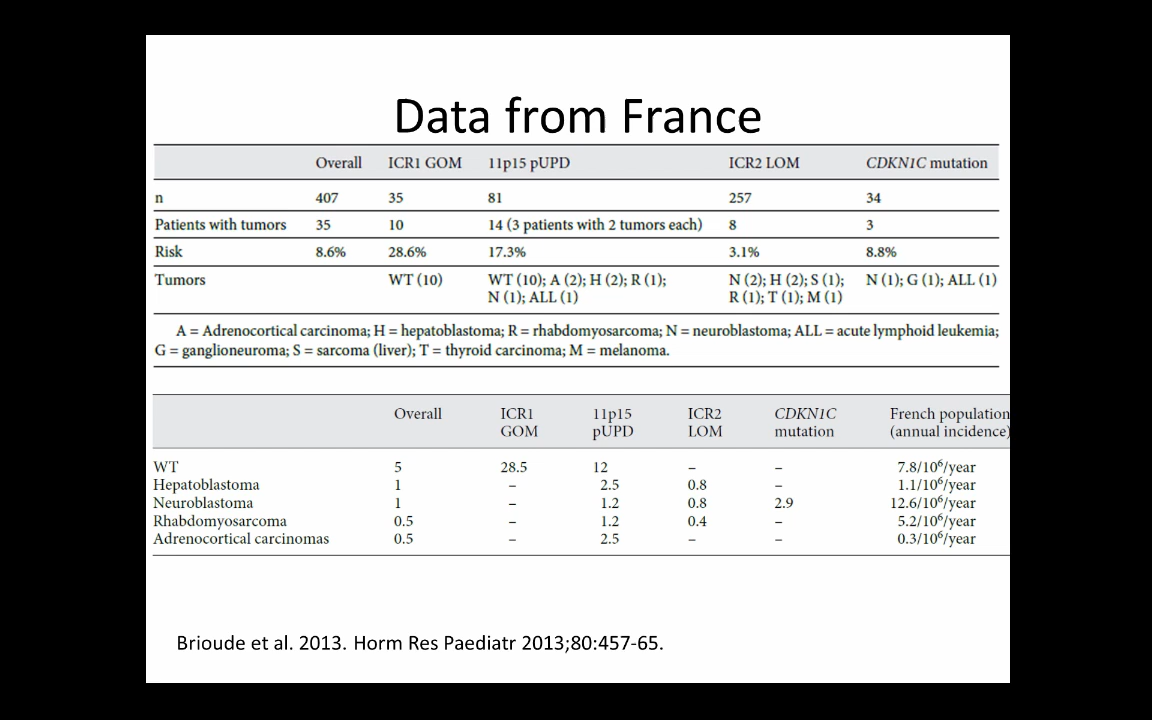 Data from France
Overall ICR1 GOM 11p15 pUPD ICR2 LOM CDKN1C mutation
n 407 35 81 257 34
Patients with tumors 35 10 14 (3 patients with 2 tumors each) 8 3
Risk 8.6% 28.6% 17.3% 3.1% 8.8%
Tumors WT (10) WT (10); A (2); H (2); R (1); N (2); H (2); S (1); N (1); G (1); ALL (1)
N (1); ALL (1) R (1); T (1); M (1)
A = Adrenocortical carcinoma; H = hepatoblastoma; R = rhabdomyosarcoma; N = neuroblastoma; ALL = acute lymphoid leukemia;
G = ganglioneuroma; S = sarcoma (liver); T = thyroid carcinoma; M = melanoma.
Overall ICR1 11p15 ICR2 CDKN1C French population
GOM pUPD LOM mutation (annual incidence)
WT 5 28.5 12 – – 7.8/10⁶/year
Hepatoblastoma 1 – 2.5 0.8 – 1.1/10⁶/year
Neuroblastoma 1 – 1.2 0.8 2.9 12.6/10⁶/year
Rhabdomyosarcoma 0.5 – 1.2 0.4 – 5.2/10⁶/year
Adrenocortical carcinomas 0.5 – 2.5 – – 0.3/10⁶/year
Brioude et al. 2013. Horm Res Paediatr 2013;80:457-65.